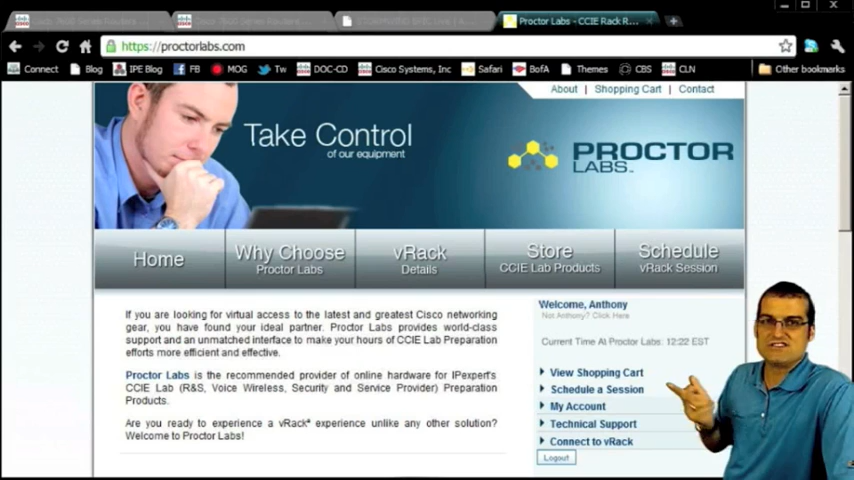 Proctor Labs - CCIE Rack R...
https://proctorlabs.com
Connect Blog IPE Blog FB MOG Tw DOC-CD Cisco Systems, Inc Safari BofA Themes CBS CLN Other bookmarks
About | Shopping Cart | Contact
Take Control
of our equipment
PROCTOR
LABS
Home Why Choose vRack Store Schedule
Proctor Labs Details CCIE Lab Products vRack Session
If you are looking for virtual access to the latest and greatest Cisco networking
gear, you have found your ideal partner. Proctor Labs provides world-class
support and an unmatched interface to make your hours of CCIE Lab Preparation
efforts more efficient and effective.
Proctor Labs is the recommended provider of online hardware for IPexpert's
CCIE Lab (R&S, Voice Wireless, Security and Service Provider) Preparation
Products.
Are you ready to experience a vRack® experience unlike any other solution?
Welcome to Proctor Labs!
Welcome, Anthony
Not Anthony? Click Here
Current Time At Proctor Labs: 12:22 EST
View Shopping Cart
Schedule a Session
My Account
Technical Support
Connect to vRack
Logout